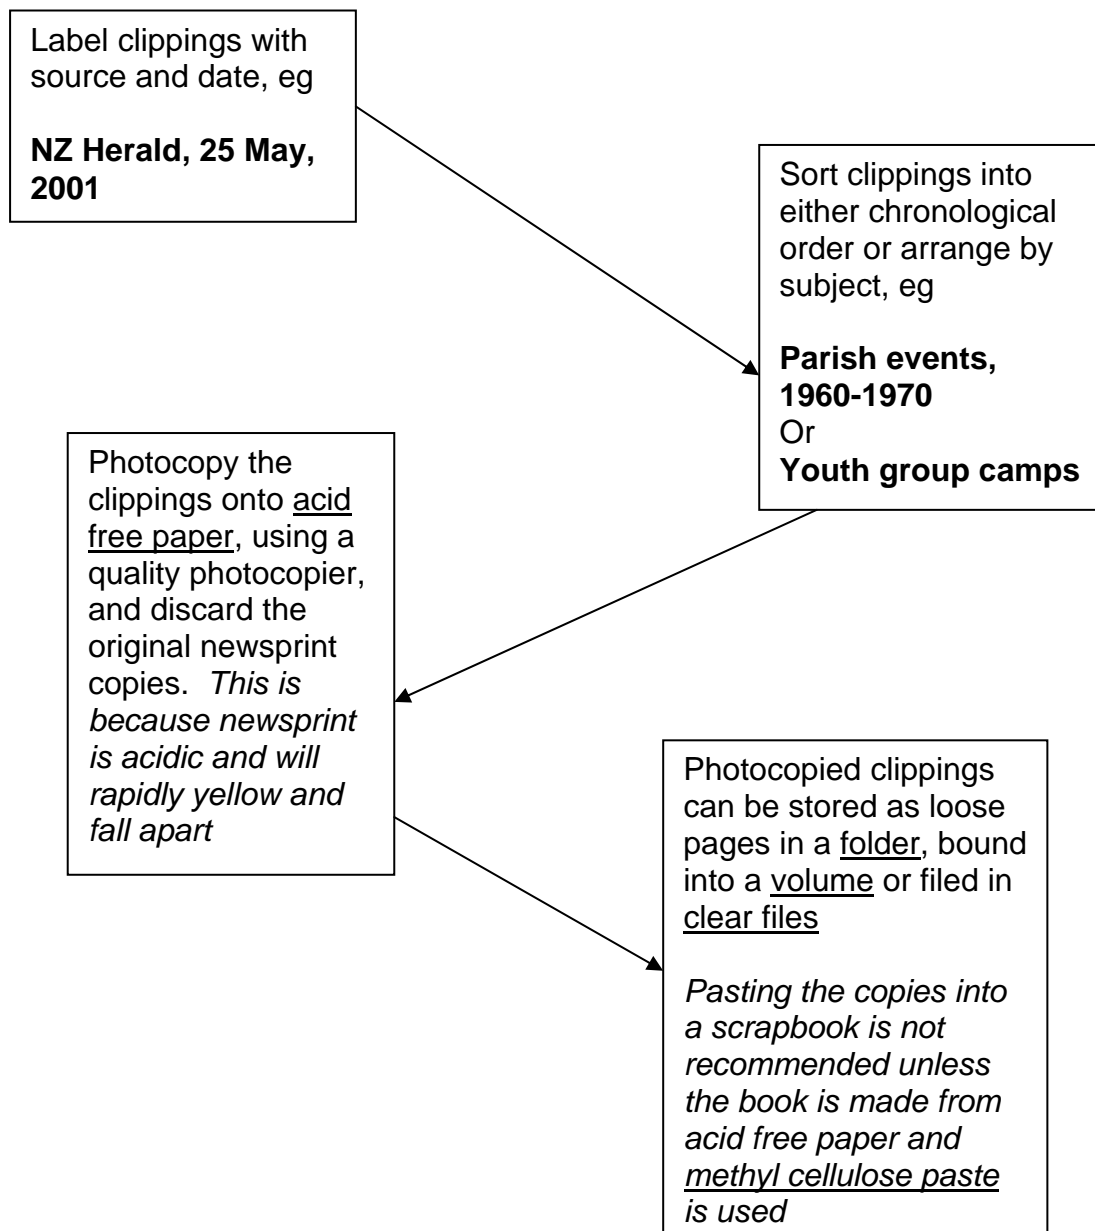 Label clippings with
source and date, eg
NZ Herald, 25 May,
2001
Sort clippings into
either chronological
order or arrange by
subject, eg
Parish events,
1960-1970
Or
Youth group camps
Photocopy the
clippings onto acid
free paper, using a
quality photocopier,
and discard the
original newsprint
copies.  This is
because newsprint
is acidic and will
rapidly yellow and
fall apart
Photocopied clippings
can be stored as loose
pages in a folder, bound
into a volume or filed in
clear files
Pasting the copies into
a scrapbook is not
recommended unless
the book is made from
acid free paper and
methyl cellulose paste
is used